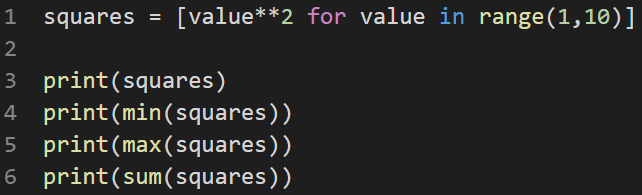 1 squares = [value**2 for value in range(1,10)]
2
3 print(squares)
4 print(min(squares))
5 print(max(squares))
6 print(sum(squares))